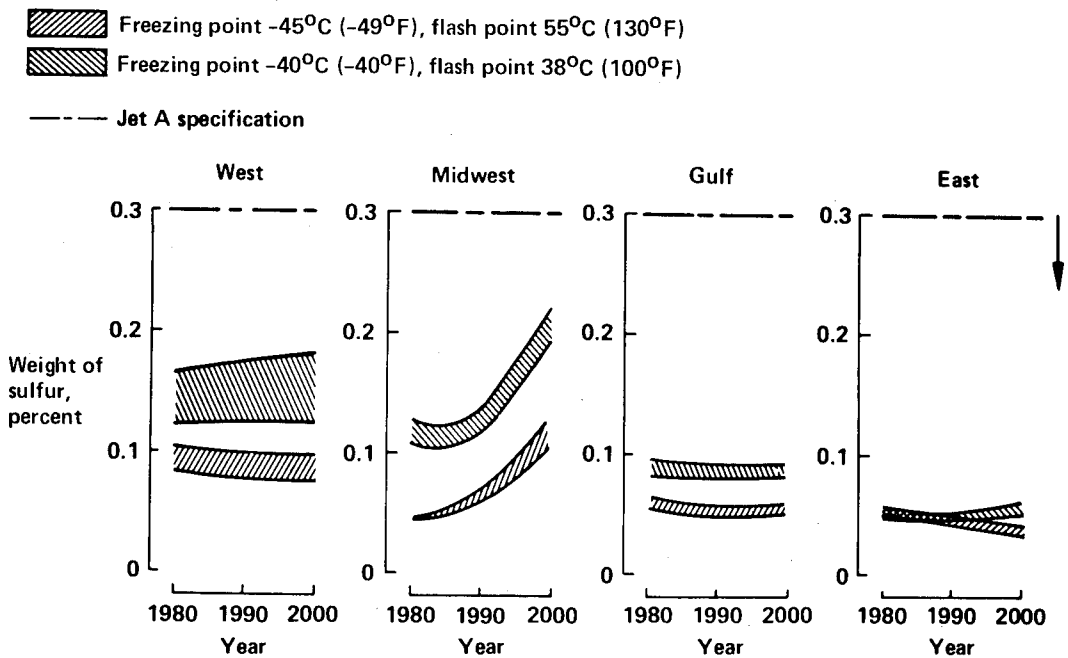 Freezing point –45°C (–49°F), flash point 55°C (130°F)
Freezing point –40°C (–40°F), flash point 38°C (100°F)
Jet A specification
West
Midwest
Gulf
East
0.3
0.2
0.1
0
Weight of
sulfur,
percent
1980 1990 2000
Year
0.3
0.2
0.1
0
1980 1990 2000
Year
0.3
0.2
0.1
0
1980 1990 2000
Year
0.3
0.2
0.1
0
1980 1990 2000
Year